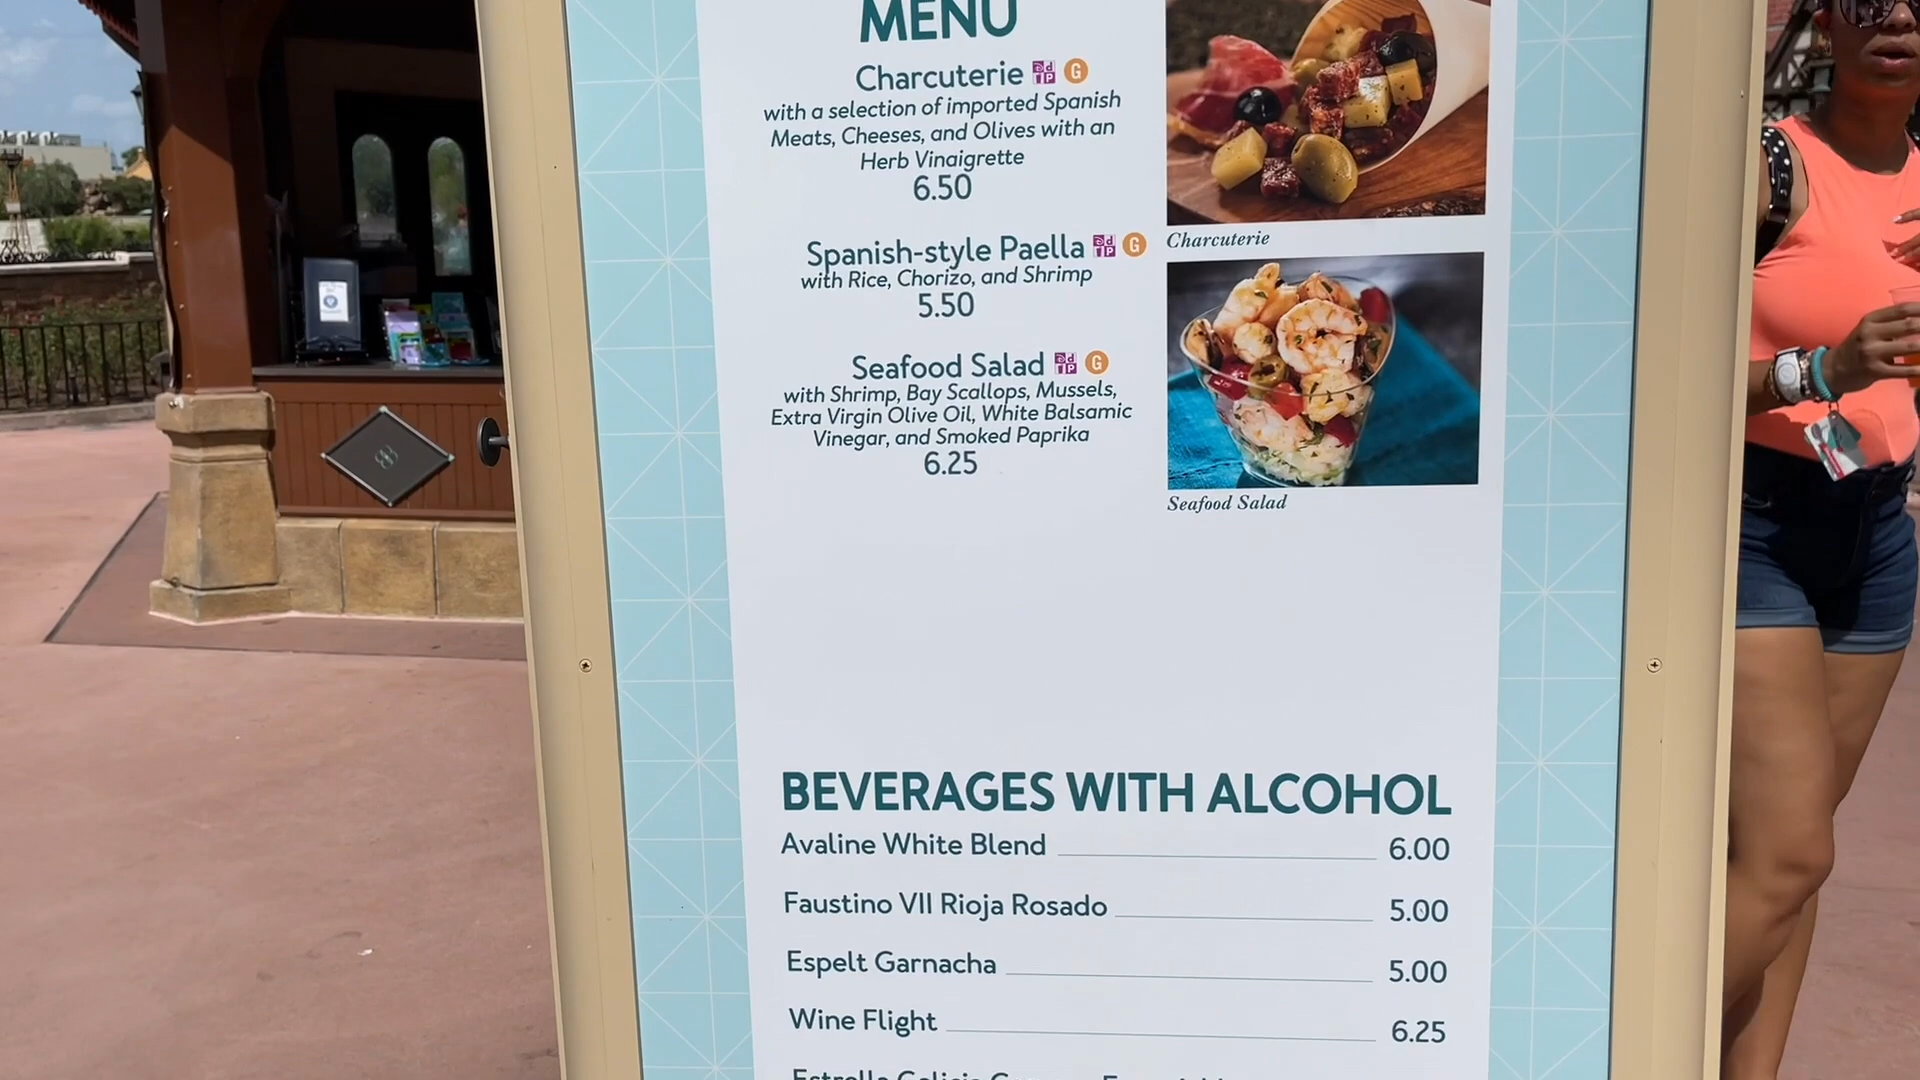 MENU
Charcuterie G
with a selection of imported Spanish
Meats, Cheeses, and Olives with an
Herb Vinaigrette
6.50
Charcuterie
Spanish-style Paella G
with Rice, Chorizo, and Shrimp
5.50
Seafood Salad G
with Shrimp, Bay Scallops, Mussels,
Extra Virgin Olive Oil, White Balsamic
Vinegar, and Smoked Paprika
6.25
Seafood Salad
BEVERAGES WITH ALCOHOL
Avaline White Blend 6.00
Faustino VII Rioja Rosado 5.00
Espelt Garnacha 5.00
Wine Flight 6.25